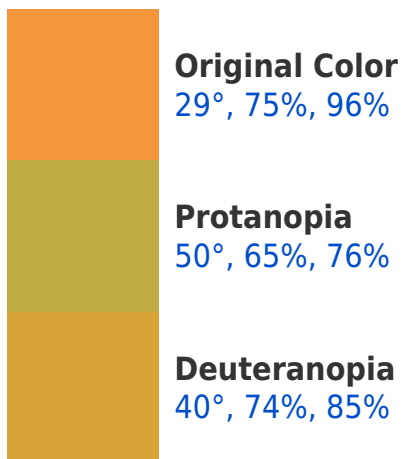 Original Color
29°, 75%, 96%
Protanopia
50°, 65%, 76%
Deuteranopia
40°, 74%, 85%